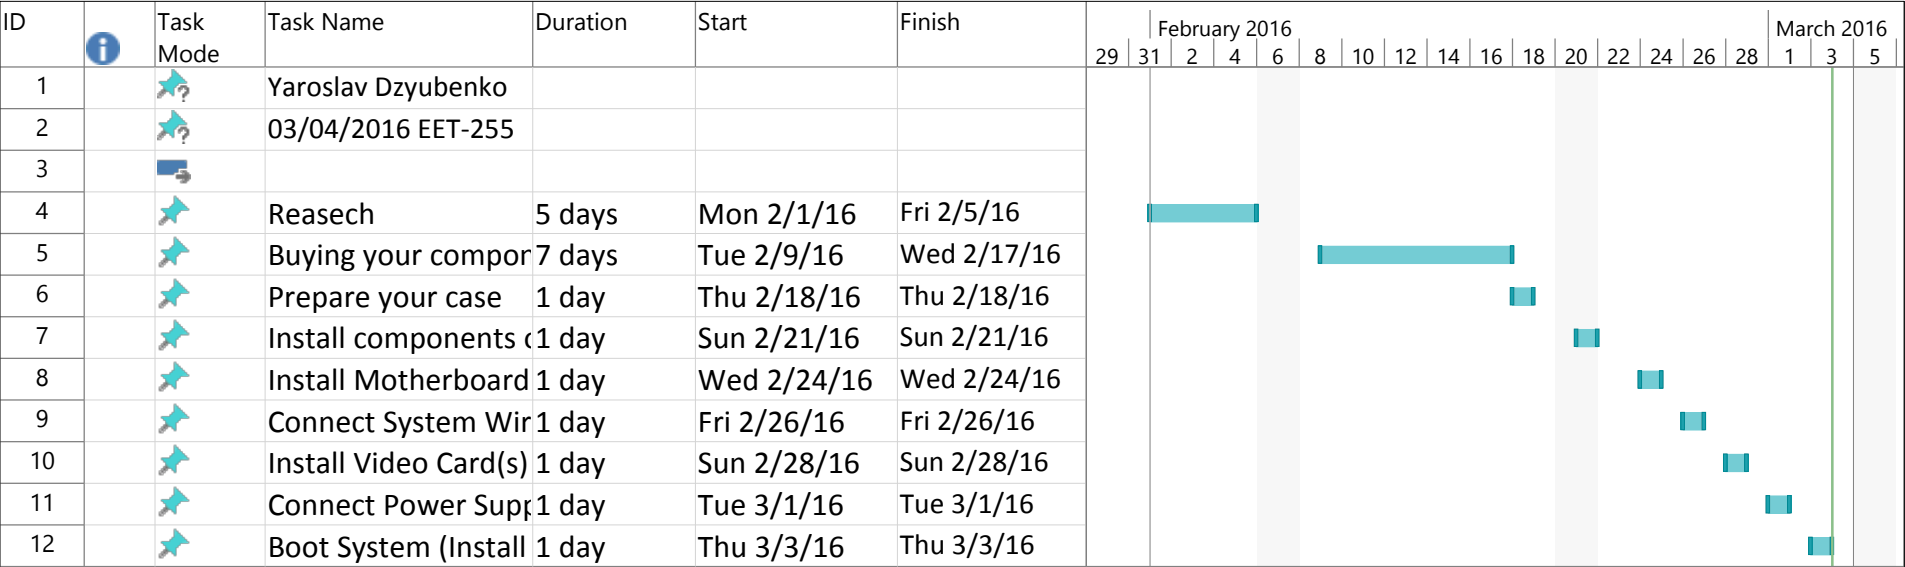 ID Task Mode Task Name Duration Start Finish
February 2016 March 2016
29 31 2 4 6 8 10 12 14 16 18 20 22 24 26 28 1 3 5
1 Yaroslav Dzyubenko
2 03/04/2016 EET-255
3
4 Reasech 5 days Mon 2/1/16 Fri 2/5/16
5 Buying your compon 7 days Tue 2/9/16 Wed 2/17/16
6 Prepare your case 1 day Thu 2/18/16 Thu 2/18/16
7 Install components 1 day Sun 2/21/16 Sun 2/21/16
8 Install Motherboard 1 day Wed 2/24/16 Wed 2/24/16
9 Connect System Wir 1 day Fri 2/26/16 Fri 2/26/16
10 Install Video Card(s) 1 day Sun 2/28/16 Sun 2/28/16
11 Connect Power Supp 1 day Tue 3/1/16 Tue 3/1/16
12 Boot System (Install 1 day Thu 3/3/16 Thu 3/3/16